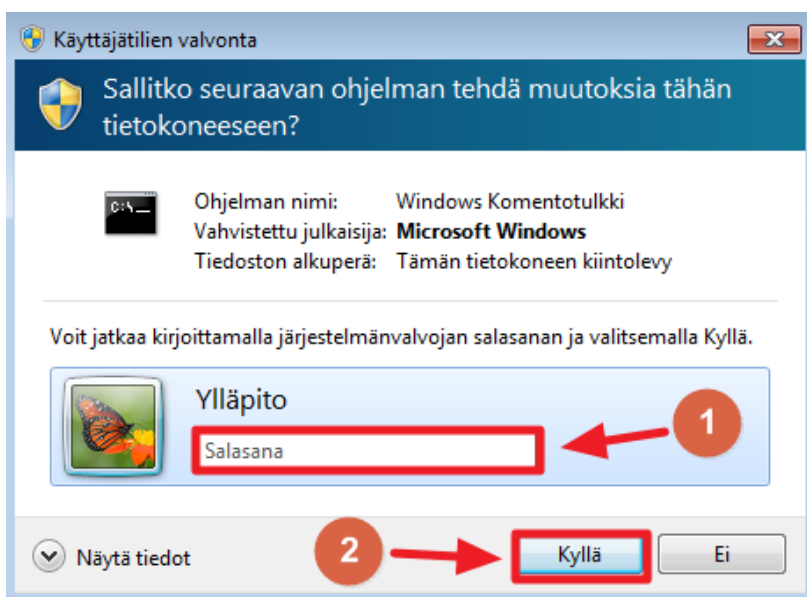 Käyttäjätilien valvonta
Sallitko seuraavan ohjelman tehdä muutoksia tähän
tietokoneeseen?
C:\_
Ohjelman nimi: Windows Komentotulkki
Vahvistettu julkaisija: Microsoft Windows
Tiedoston alkuperä: Tämän tietokoneen kiintolevy
Voit jatkaa kirjoittamalla järjestelmänvalvojan salasanan ja valitsemalla Kyllä.
Ylläpito
Salasana
1
Näytä tiedot
2
Kyllä
Ei